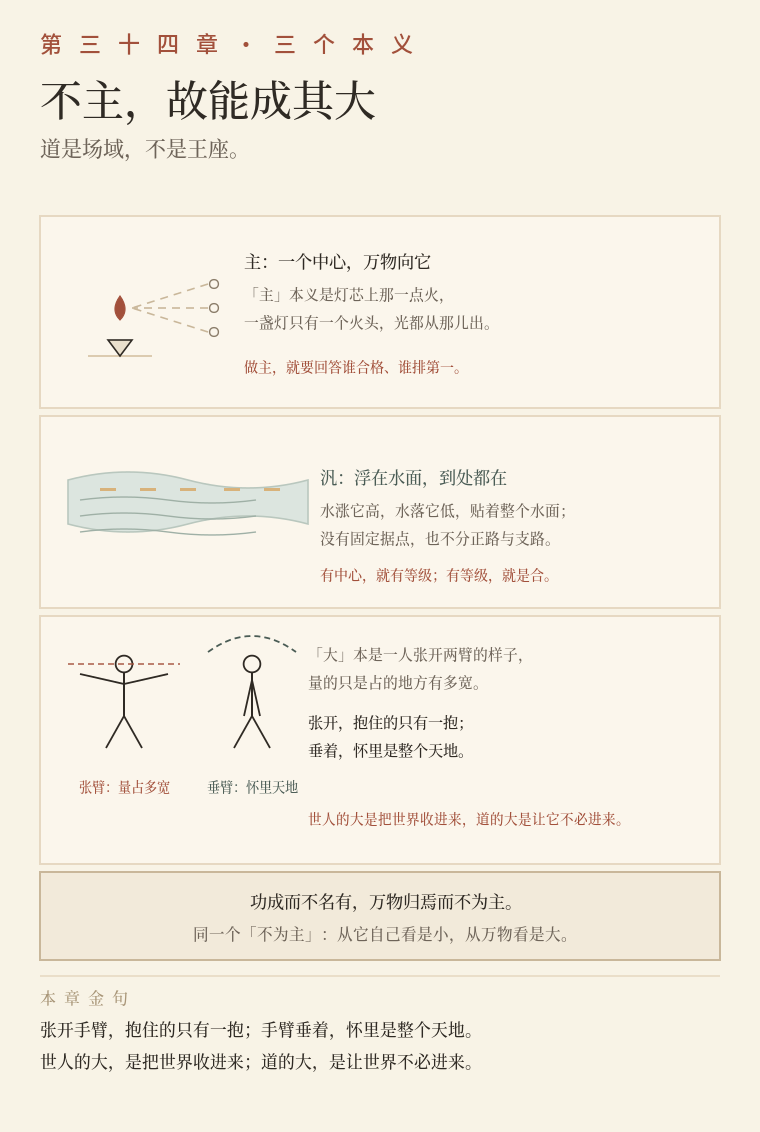 第三十四章・三个本义
不主，故能成其大
道是场域，不是王座。
主：一个中心，万物向它
「主」本义是灯芯上那一点火，
一盏灯只有一个火头，光都从那儿出。
做主，就要回答谁合格、谁排第一。
汎：浮在水面，到处都在
水涨它高，水落它低，贴着整个水面；
没有固定据点，也不分正路与支路。
有中心，就有等级；有等级，就是合。
「大」本是一人张开两臂的样子，
量的只是占的地方有多宽。
张开，抱住的只有一抱；
垂着，怀里是整个天地。
张臂：量占多宽
垂臂：怀里天地
世人的大是把世界收进来，道的大是让它不必进来。
功成而不名有，万物归焉而不为主。
同一个「不为主」：从它自己看是小，从万物看是大。
本章金句
张开手臂，抱住的只有一抱；手臂垂着，怀里是整个天地。
世人的大，是把世界收进来；道的大，是让世界不必进来。